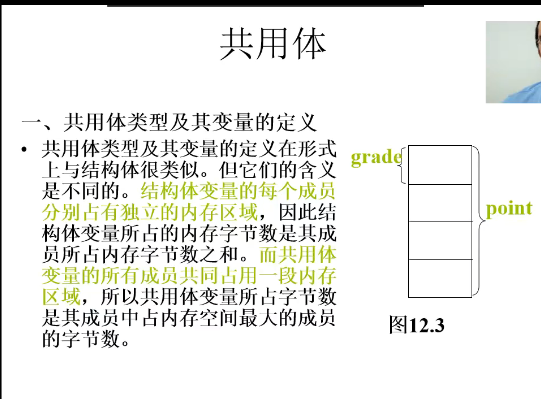 共用体
一、共用体类型及其变量的定义
• 共用体类型及其变量的定义在形式
上与结构体很类似。但它们的含义
是不同的。结构体变量的每个成员
分别占有独立的内存区域，因此结
构体变量所占的内存字节数是其成
员所占内存字节数之和。而共用体
变量的所有成员共同占用一段内存
区域，所以共用体变量所占字节数
是其成员中占内存空间最大的成员
的字节数。
grade
point
图12.3